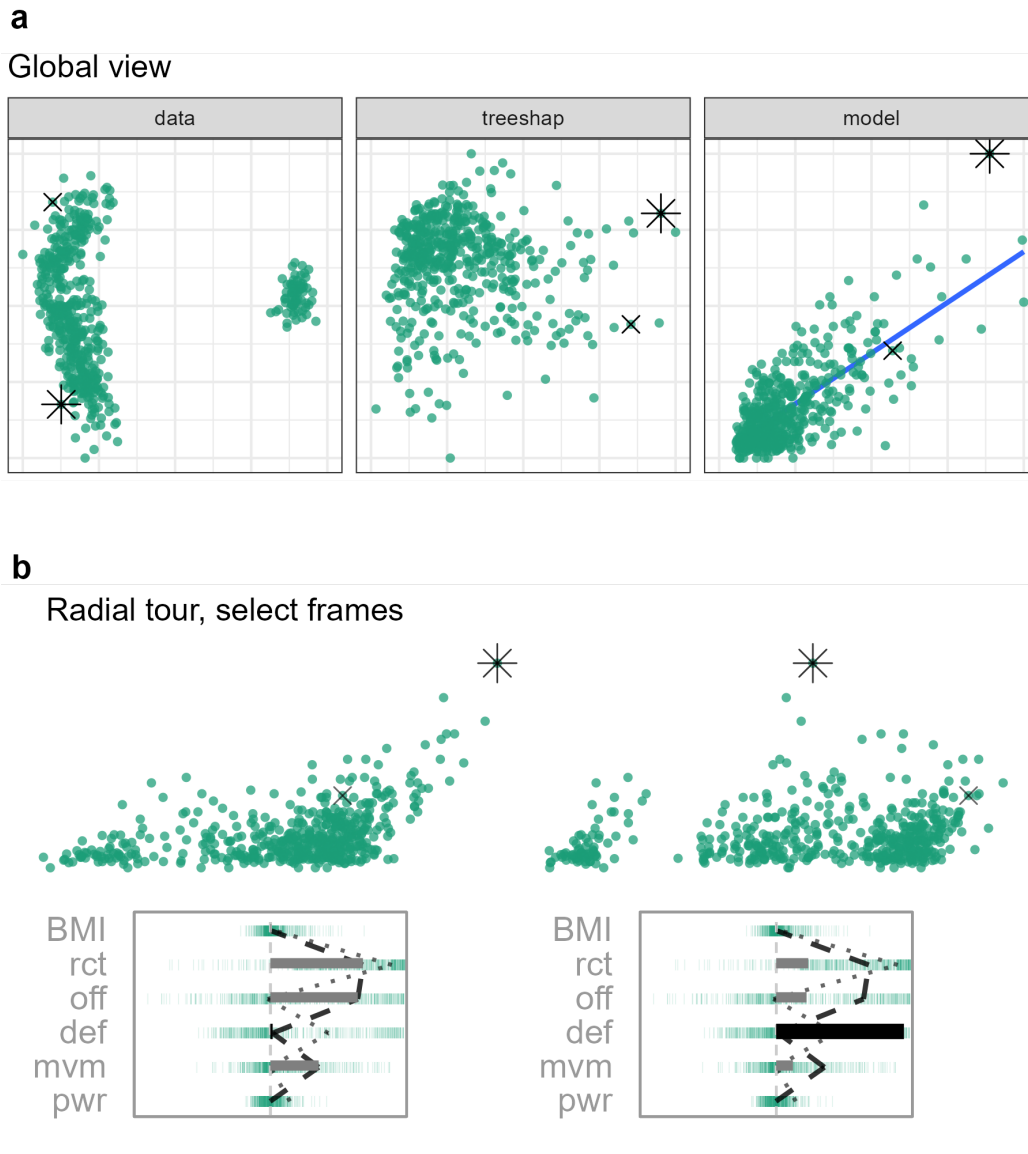 a
Global view
data treeshap model
b
Radial tour, select frames
BMI BMI
rct rct
off off
def def
mvm mvm
pwr pwr